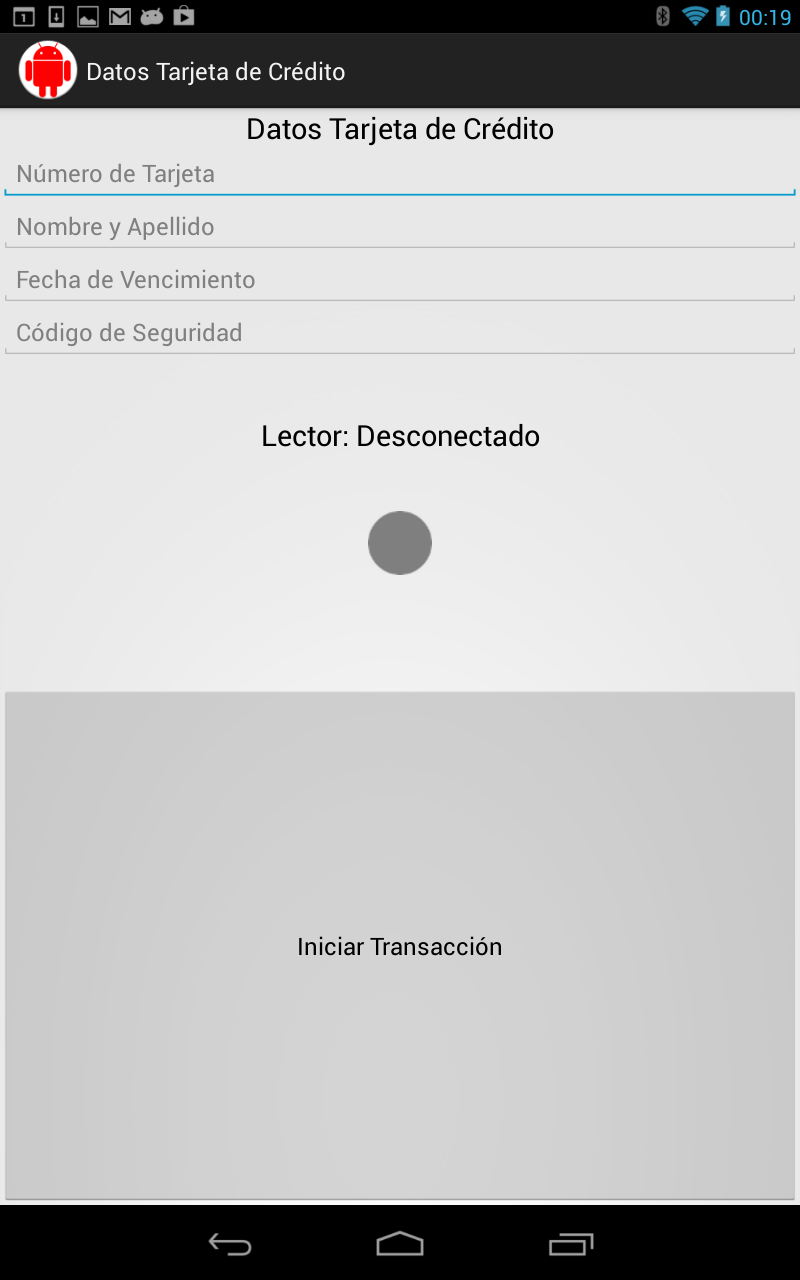 1
00:19
Datos Tarjeta de Crédito
Datos Tarjeta de Crédito
Número de Tarjeta
Nombre y Apellido
Fecha de Vencimiento
Código de Seguridad
Lector: Desconectado
Iniciar Transacción